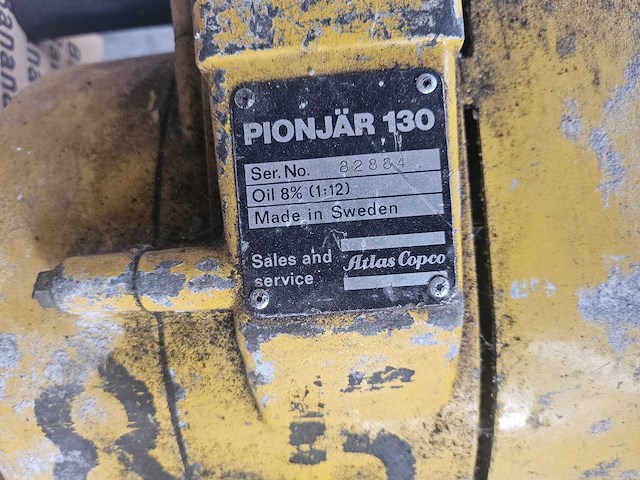 PIONJÄR 130
Ser. No. 82884
Oil 8% (1:12)
Made in Sweden
Sales and
service
Atlas Copco